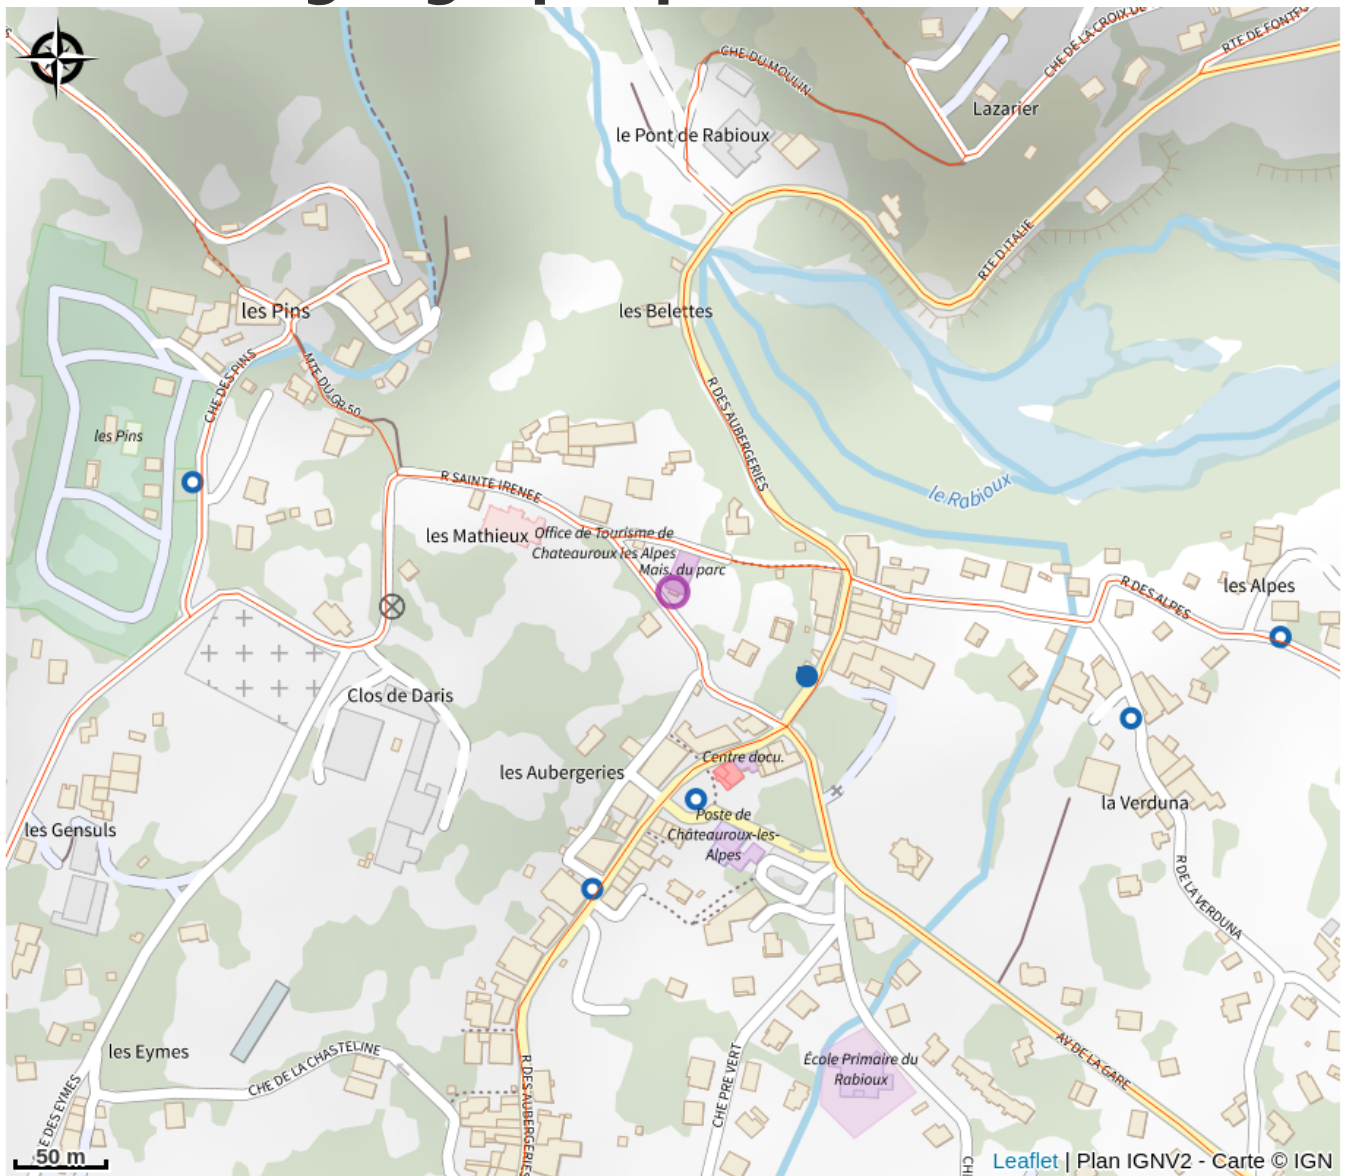 CHE DU MOULIN
CHE DE LA CROIX DE
RTE DE FONTF
Lazarier
le Pont de Rabioux
RTE D ITALIE
les Pins
les Belettes
CHE DES PINS
MTE DU GR 50
R DES AUBERGERIES
les Pins
le Rabioux
R SAINTE IRENEE
les Mathieux
Office de Tourisme de
Chateauroux les Alpes
Mais. du parc
R DES ALPES
les Alpes
Clos de Daris
Centre docu.
les Aubergeries
la Verduna
Poste de
Châteauroux-les-
Alpes
les Gensuls
R DE LA VERDUNA
les Eymes
CHE DE LA CHASTELINE
École Primaire du
Rabioux
AV DE LA GARE
CHE PRE VERT
R DES AUBERGERIES
E DES EYMES
CHE
50 m
Leaflet | Plan IGNV2 - Carte © IGN